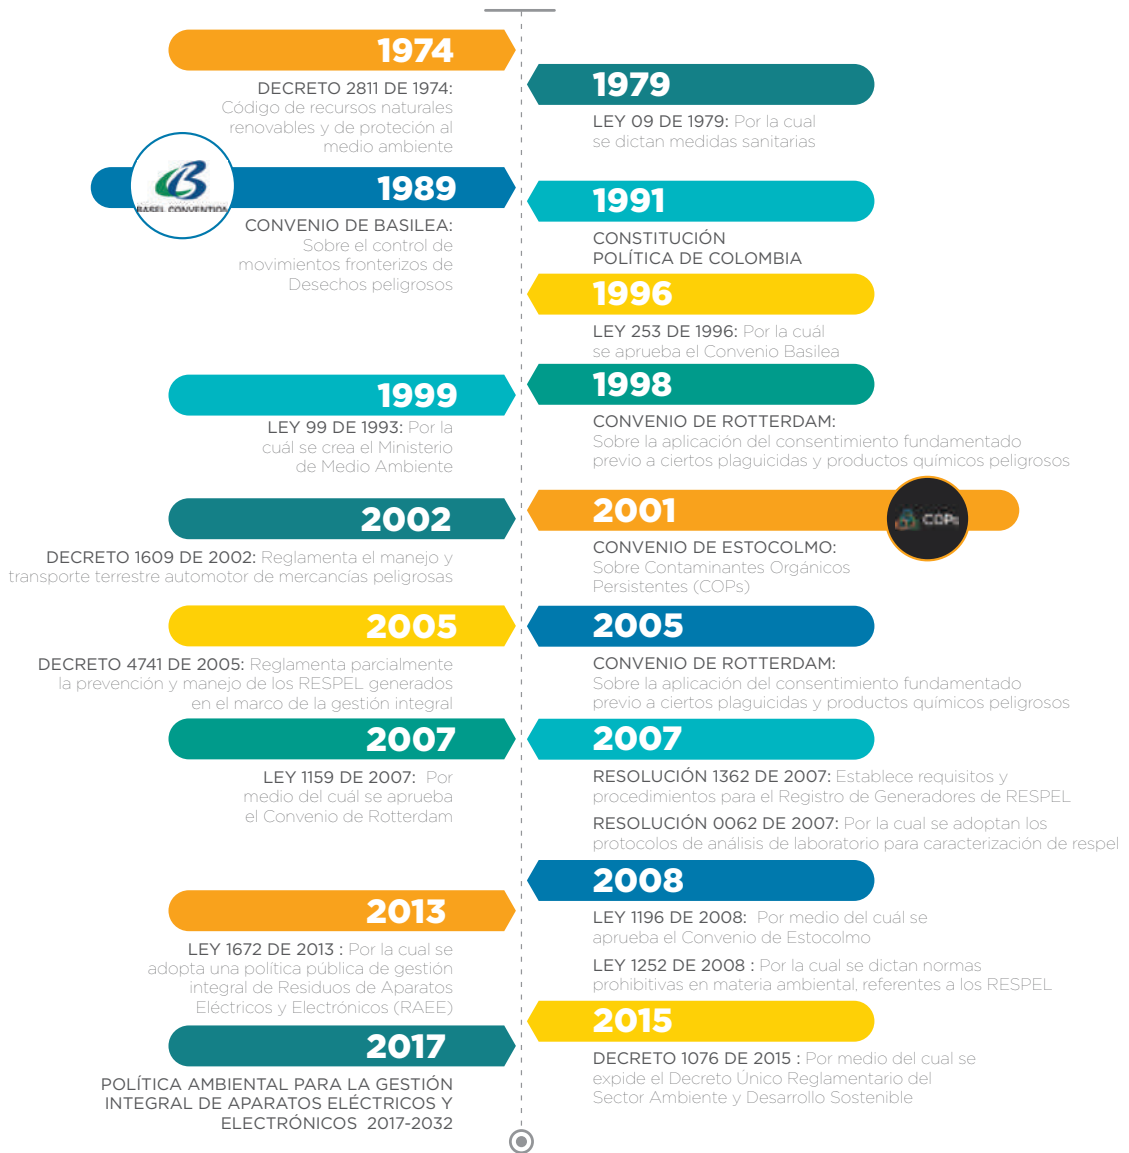 1974
DECRETO 2811 DE 1974:
Código de recursos naturales
renovables y de proteción al
medio ambiente
1979
LEY 09 DE 1979: Por la cual
se dictan medidas sanitarias
BASEL CONVENTION
1989
CONVENIO DE BASILEA:
Sobre el control de
movimientos fronterizos de
Desechos peligrosos
1991
CONSTITUCIÓN
POLÍTICA DE COLOMBIA
1996
LEY 253 DE 1996: Por la cuál
se aprueba el Convenio Basilea
1999
LEY 99 DE 1993: Por la
cuál se crea el Ministerio
de Medio Ambiente
1998
CONVENIO DE ROTTERDAM:
Sobre la aplicación del consentimiento fundamentado
previo a ciertos plaguicidas y productos químicos peligrosos
2002
DECRETO 1609 DE 2002: Reglamenta el manejo y
transporte terrestre automotor de mercancías peligrosas
2001
COPs
CONVENIO DE ESTOCOLMO:
Sobre Contaminantes Orgánicos
Persistentes (COPs)
2005
DECRETO 4741 DE 2005: Reglamenta parcialmente
la prevención y manejo de los RESPEL generados
en el marco de la gestión integral
2005
CONVENIO DE ROTTERDAM:
Sobre la aplicación del consentimiento fundamentado
previo a ciertos plaguicidas y productos químicos peligrosos
2007
LEY 1159 DE 2007: Por
medio del cuál se aprueba
el Convenio de Rotterdam
2007
RESOLUCIÓN 1362 DE 2007: Establece requisitos y
procedimientos para el Registro de Generadores de RESPEL
RESOLUCIÓN 0062 DE 2007: Por la cual se adoptan los
protocolos de análisis de laboratorio para caracterización de respel
2008
LEY 1196 DE 2008: Por medio del cuál se
aprueba el Convenio de Estocolmo
LEY 1252 DE 2008 : Por la cual se dictan normas
prohibitivas en materia ambiental, referentes a los RESPEL
2013
LEY 1672 DE 2013 : Por la cual se
adopta una política pública de gestión
integral de Residuos de Aparatos
Eléctricos y Electrónicos (RAEE)
2015
DECRETO 1076 DE 2015 : Por medio del cual se
expide el Decreto Único Reglamentario del
Sector Ambiente y Desarrollo Sostenible
2017
POLÍTICA AMBIENTAL PARA LA GESTIÓN
INTEGRAL DE APARATOS ELÉCTRICOS Y
ELECTRÓNICOS 2017-2032